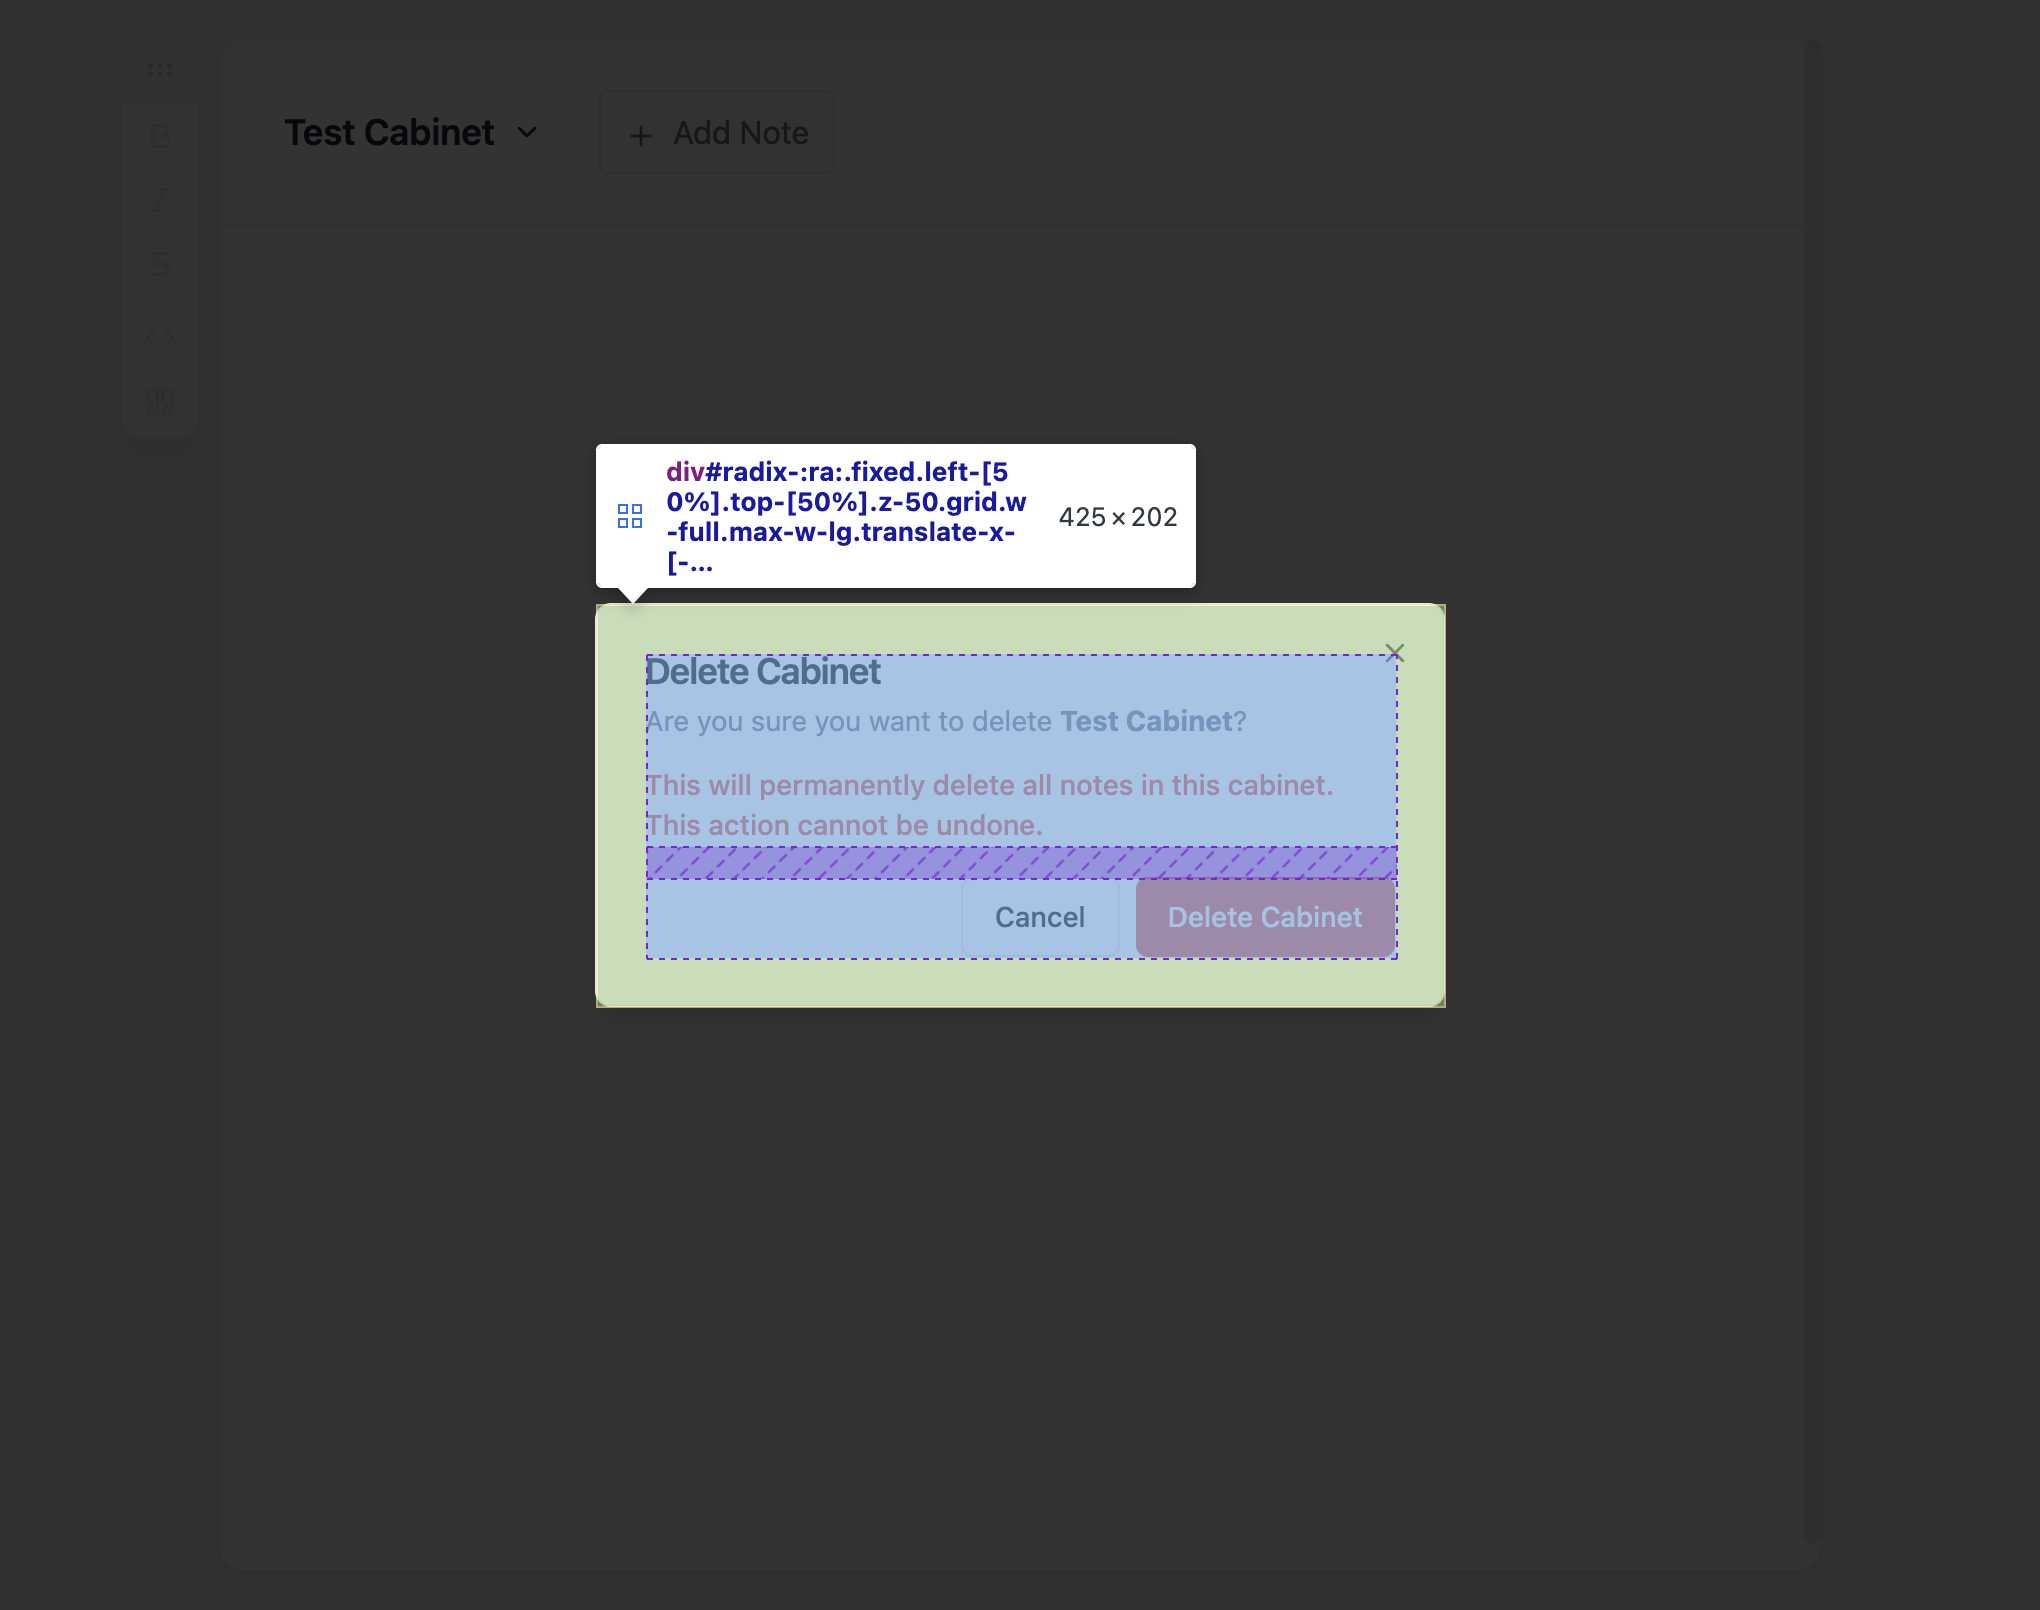 Test Cabinet
Add Note
div#radix-:ra:.fixed.left-[5
0%].top-[50%].z-50.grid.w
-full.max-w-lg.translate-x-
[-...
425×202
Delete Cabinet
Are you sure you want to delete Test Cabinet?
This will permanently delete all notes in this cabinet.
This action cannot be undone.
Cancel
Delete Cabinet